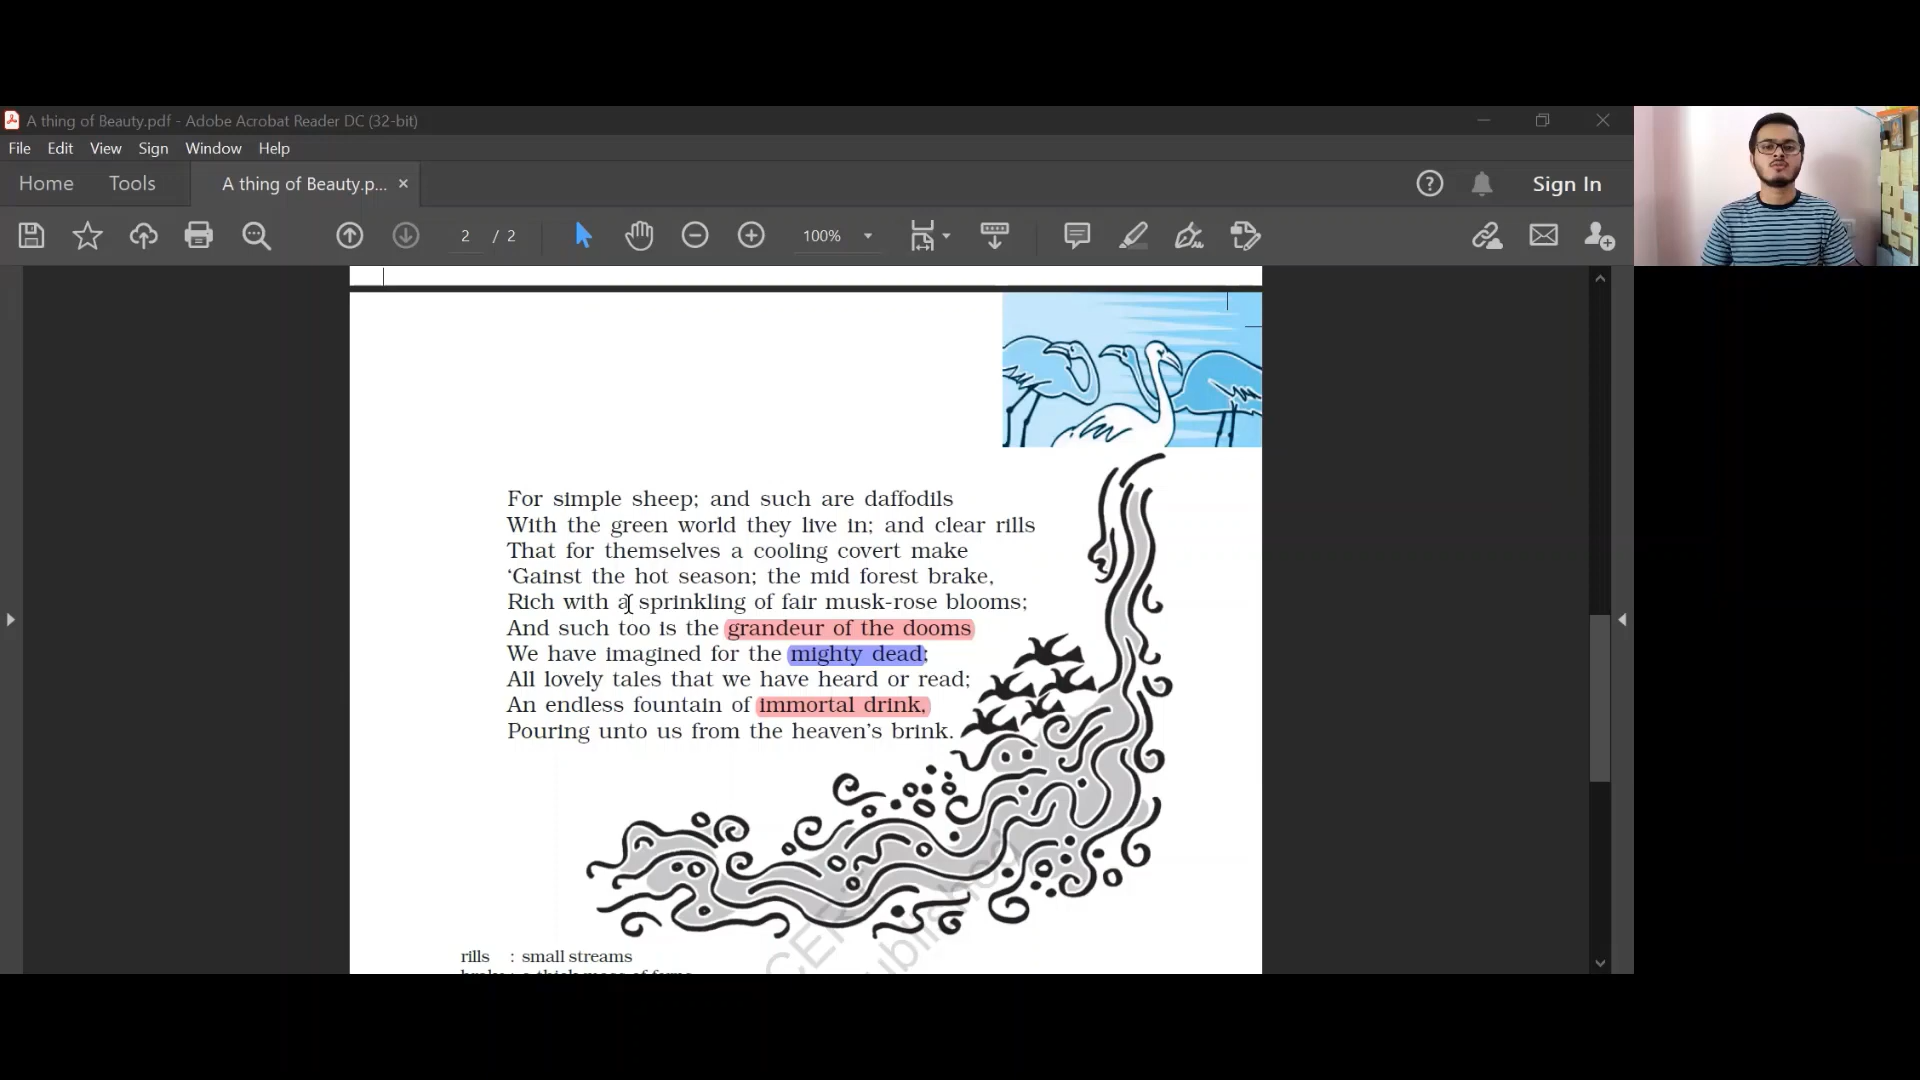 A thing of Beauty.pdf - Adobe Acrobat Reader DC (32-bit)
File Edit View Sign Window Help
Home Tools A thing of Beauty.p... Sign In
2 / 2 100%
For simple sheep; and such are daffodils
With the green world they live in; and clear rills
That for themselves a cooling covert make
‘Gainst the hot season; the mid forest brake,
Rich with a sprinkling of fair musk-rose blooms;
And such too is the grandeur of the dooms
We have imagined for the mighty dead;
All lovely tales that we have heard or read;
An endless fountain of immortal drink,
Pouring unto us from the heaven’s brink.
rills : small streams